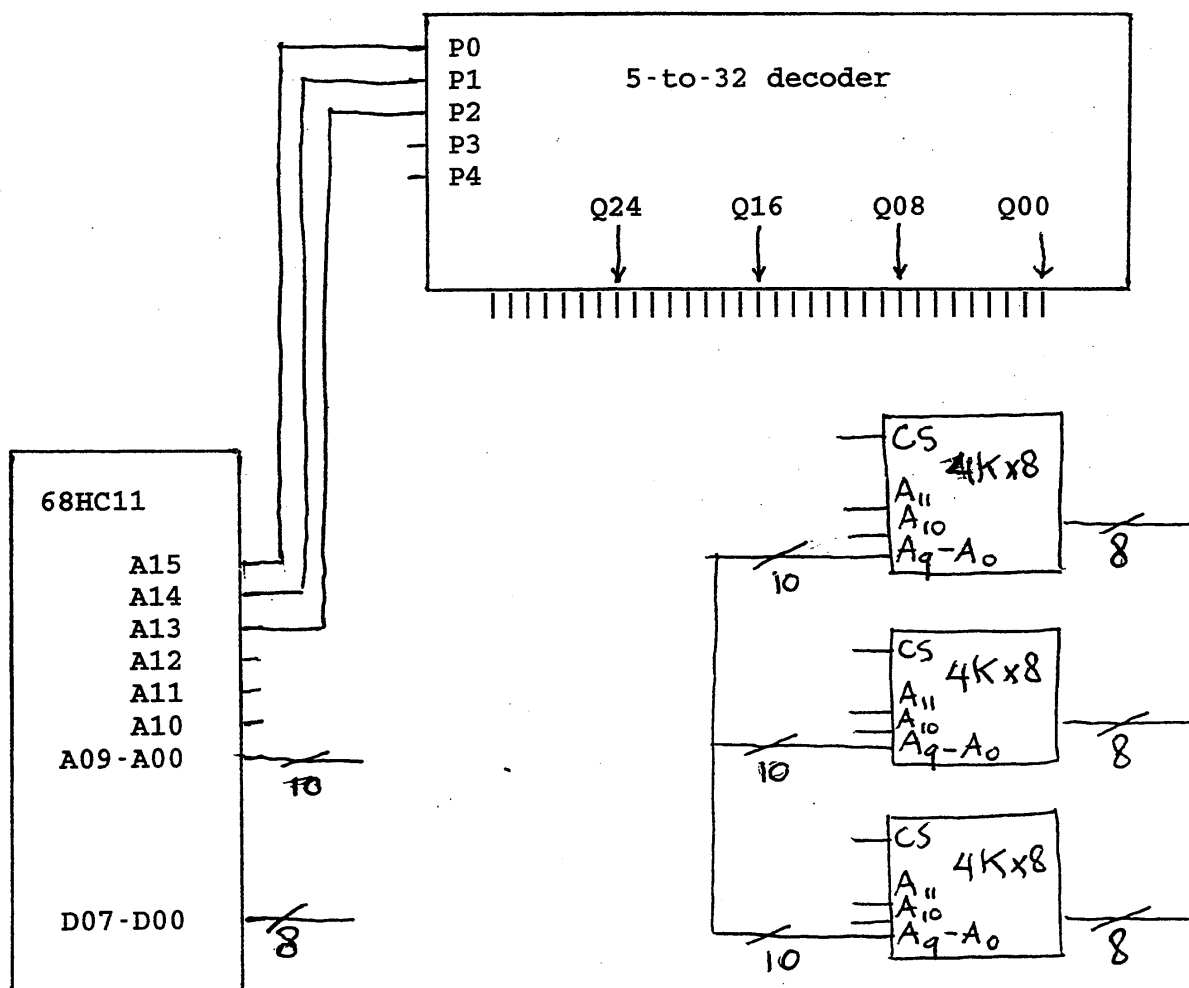 P0
5-to-32 decoder
P1
P2
P3
P4
Q24 Q16 Q08 Q00
68HC11
A15
A14
A13
A12
A11
A10
A09-A00
10
D07-D00
8
CS
4Kx8
A11
A10
A9-A0
10
8
CS
4Kx8
A11
A10
A9-A0
10
8
CS
4Kx8
A11
A10
A9-A0
10
8